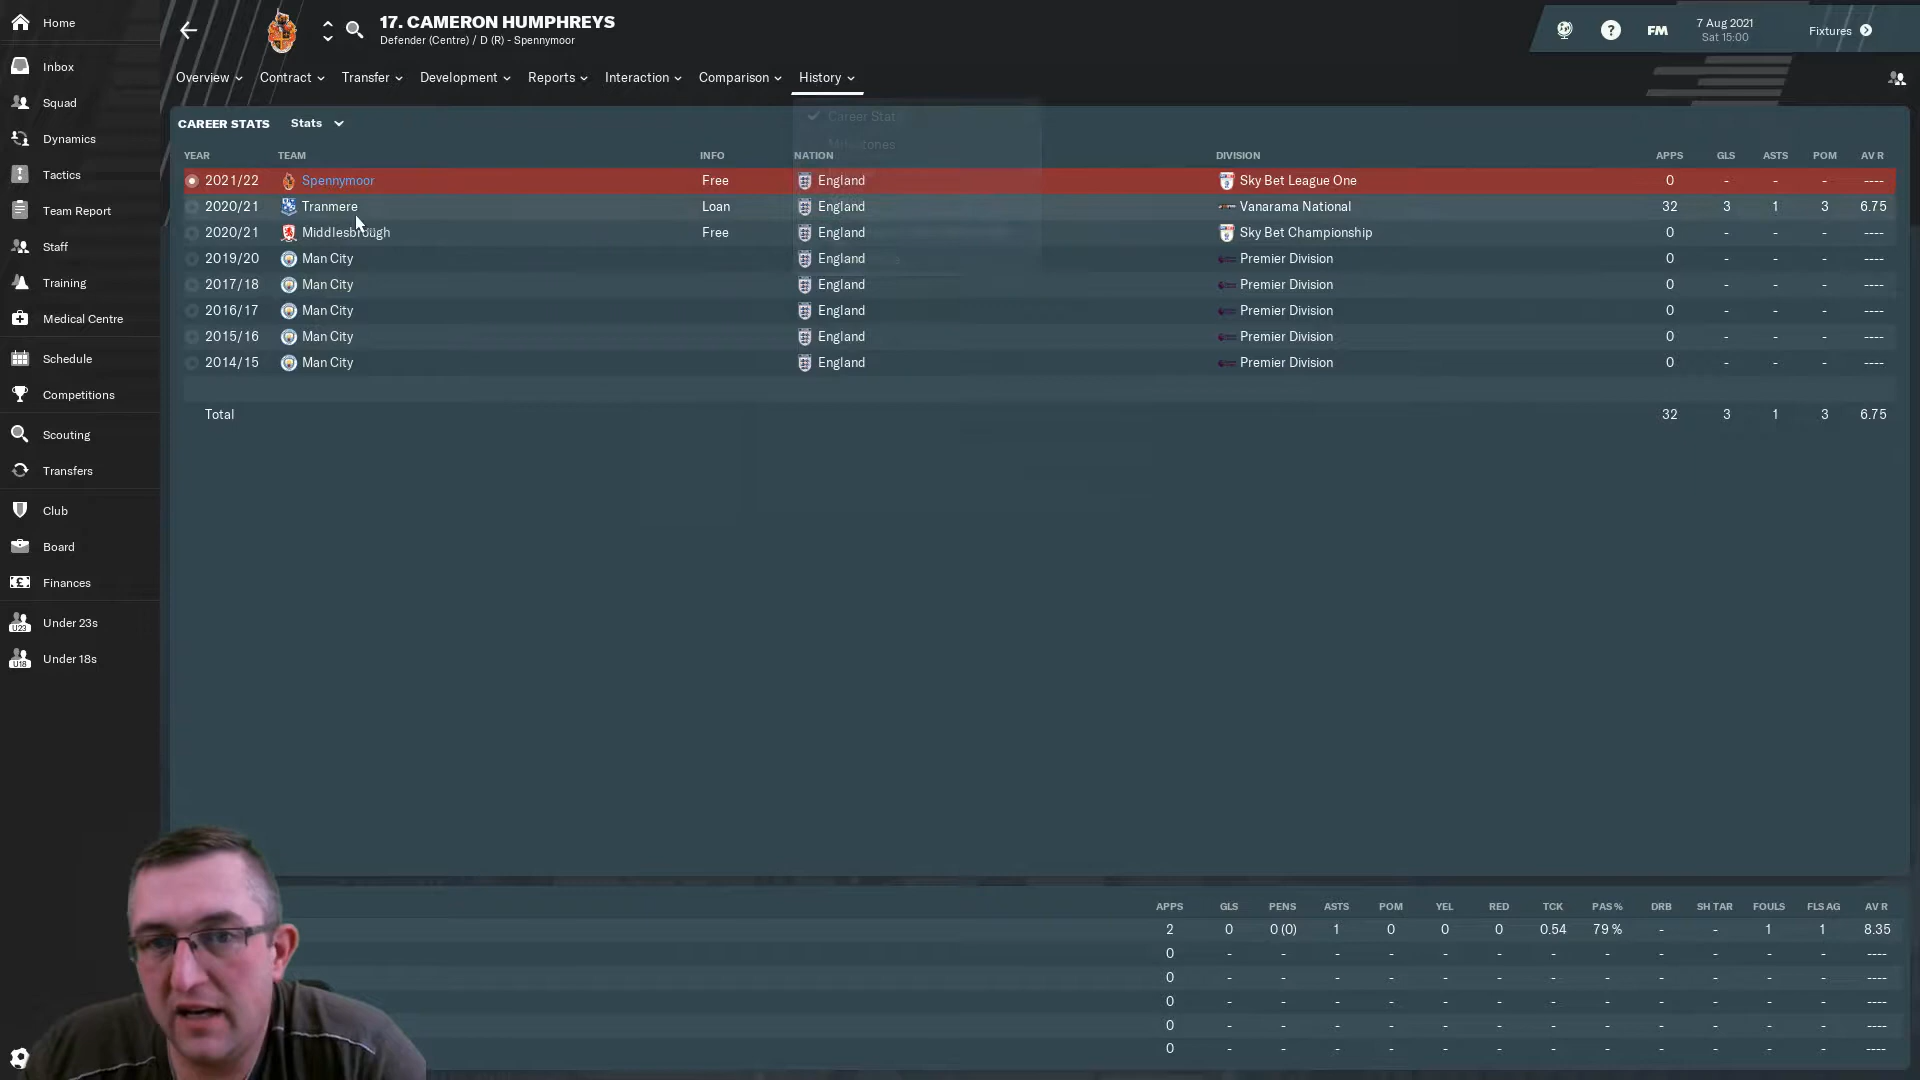 Home
Inbox
Squad
Dynamics
Tactics
Team Report
Staff
Training
Medical Centre
Schedule
Competitions
Scouting
Transfers
Club
Board
Finances
U23 Under 23s
U18 Under 18s
17. CAMERON HUMPHREYS
Defender (Centre) / D (R) - Spennymoor
? FM 7 Aug 2021
Sat 15:00
Fixtures
Overview Contract Transfer Development Reports Interaction Comparison History
CAREER STATS Stats
Career Stat
Milestones
YEAR TEAM INFO NATION DIVISION APPS GLS ASTS POM AV R
2021/22 Spennymoor Free England Sky Bet League One 0 - - - ----
2020/21 Tranmere Loan England Vanarama National 32 3 1 3 6.75
2020/21 Middlesbrough Free England Sky Bet Championship 0 - - - ----
2019/20 Man City England Premier Division 0 - - - ----
2017/18 Man City England Premier Division 0 - - - ----
2016/17 Man City England Premier Division 0 - - - ----
2015/16 Man City England Premier Division 0 - - - ----
2014/15 Man City England Premier Division 0 - - - ----
Total 32 3 1 3 6.75
APPS GLS PENS ASTS POM YEL RED TCK PAS % DRB SH TAR FOULS FLS AG AV R
2 0 0 (0) 1 0 0 0 0.54 79 % - - 1 1 8.35
0 - - - - - - - - - - - - ----
0 - - - - - - - - - - - - ----
0 - - - - - - - - - - - - ----
0 - - - - - - - - - - - - ----
0 - - - - - - - - - - - - ----